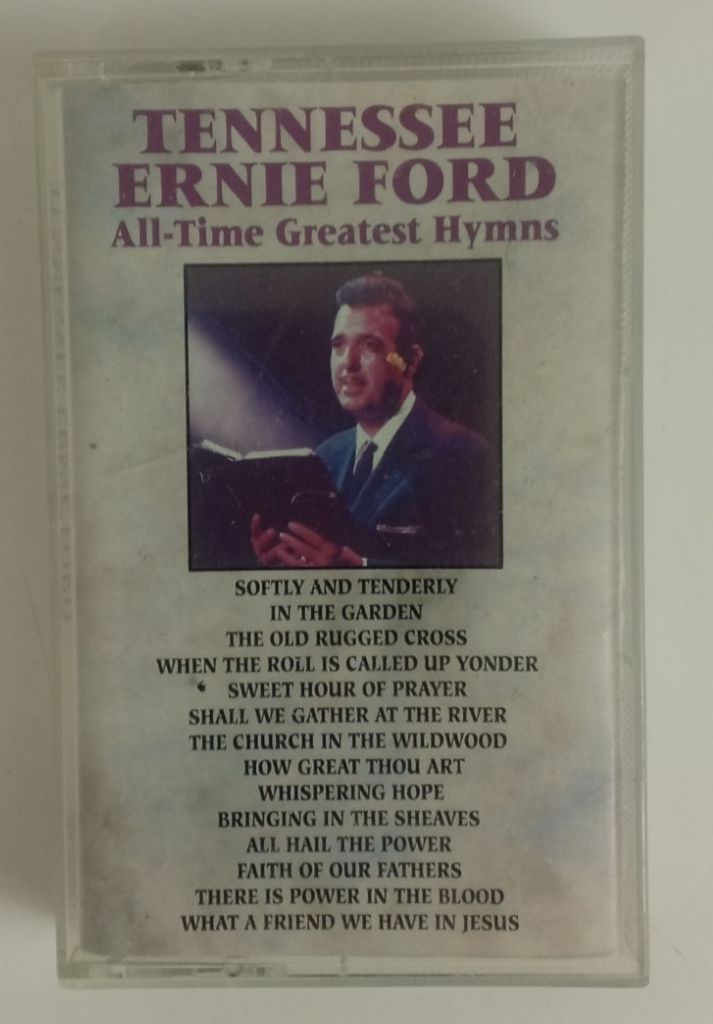 TENNESSEE
ERNIE FORD
All-Time Greatest Hymns
SOFTLY AND TENDERLY
IN THE GARDEN
THE OLD RUGGED CROSS
WHEN THE ROLL IS CALLED UP YONDER
SWEET HOUR OF PRAYER
SHALL WE GATHER AT THE RIVER
THE CHURCH IN THE WILDWOOD
HOW GREAT THOU ART
WHISPERING HOPE
BRINGING IN THE SHEAVES
ALL HAIL THE POWER
FAITH OF OUR FATHERS
THERE IS POWER IN THE BLOOD
WHAT A FRIEND WE HAVE IN JESUS